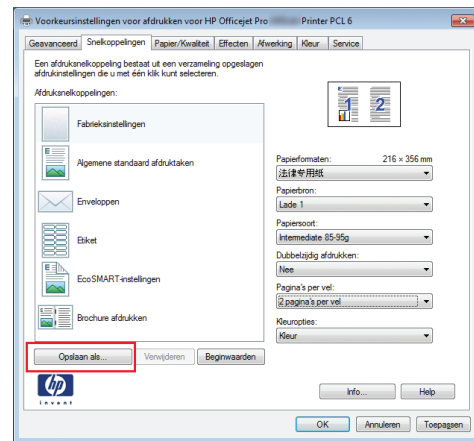 Voorkeursinstellingen voor afdrukken voor HP Officejet Pro Printer PCL 6
Geavanceerd Snelkoppelingen Papier/Kwaliteit Effecten Afwerking Kleur Service
Een afdruksnelkoppeling bestaat uit een verzameling opgeslagen
afdrukinstellingen die u met één klik kunt selecteren.
Afdruksnelkoppelingen:
Fabrieksinstellingen
Algemene standaard afdruktaken
Enveloppen
Etiket
EcoSMART-instellingen
Brochure afdrukken
Opslaan als... Verwijderen Beginwaarden
1 2
Papierformaten: 216 × 356 mm
法律专用纸
Papierbron:
Lade 1
Papiersoort:
Intermediate 85-95g
Dubbelzijdig afdrukken:
Nee
Pagina's per vel:
2 pagina's per vel
Kleuropties:
Kleur
hp
invent
Info... Help
OK Annuleren Toepassen